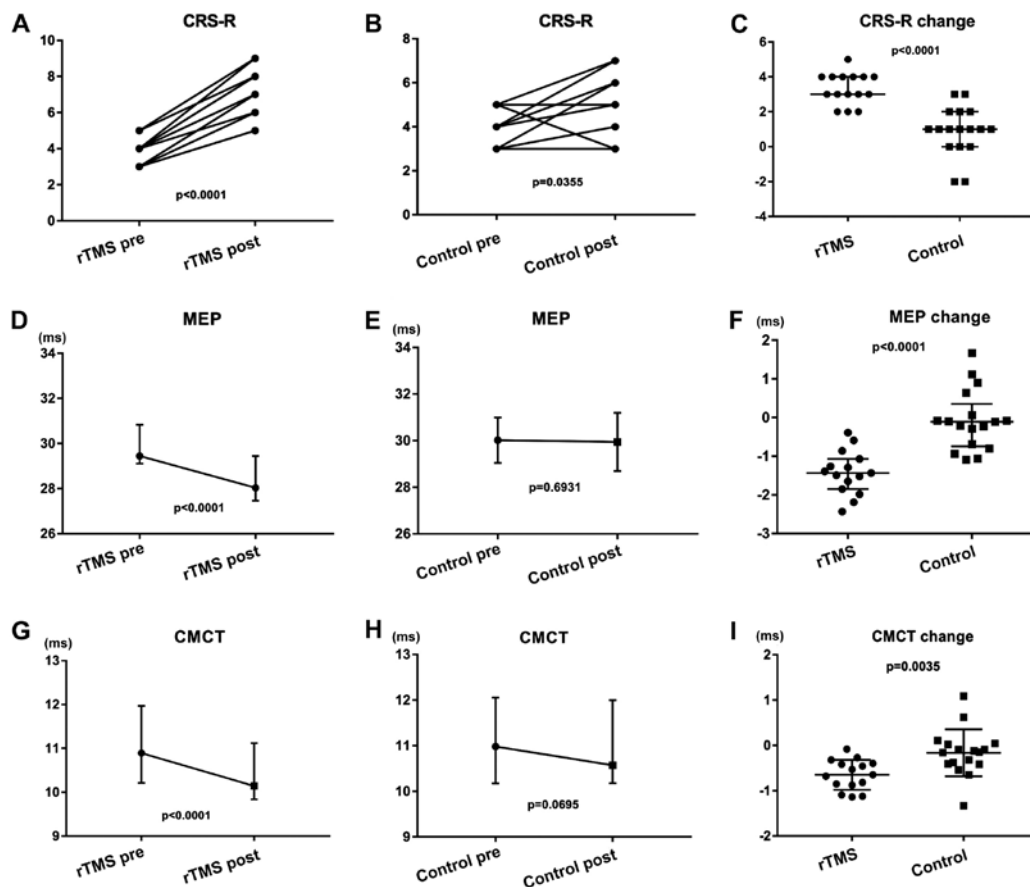 A
CRS-R
10
8
6
4
2
0
p<0.0001
rTMS pre
rTMS post
B
CRS-R
8
6
4
2
0
p=0.0355
Control pre
Control post
C
CRS-R change
p<0.0001
6
4
2
0
-2
-4
rTMS
Control
D
(ms)
MEP
34
32
30
28
26
p<0.0001
rTMS pre
rTMS post
E
(ms)
MEP
34
32
30
28
26
p=0.6931
Control pre
Control post
F
(ms)
MEP change
p<0.0001
2
1
0
-1
-2
-3
rTMS
Control
G
(ms)
CMCT
13
12
11
10
9
p<0.0001
rTMS pre
rTMS post
H
(ms)
CMCT
13
12
11
10
9
p=0.0695
Control pre
Control post
I
(ms)
CMCT change
p=0.0035
2
1
0
-1
-2
rTMS
Control